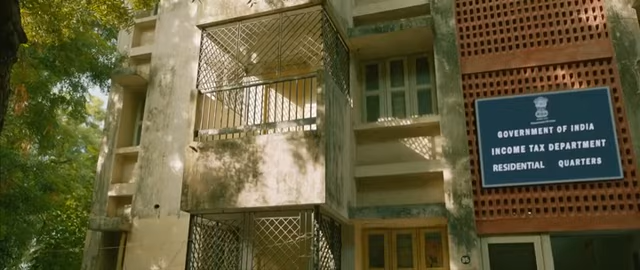 GOVERNMENT OF INDIA
INCOME TAX DEPARTMENT
RESIDENTIAL QUARTERS